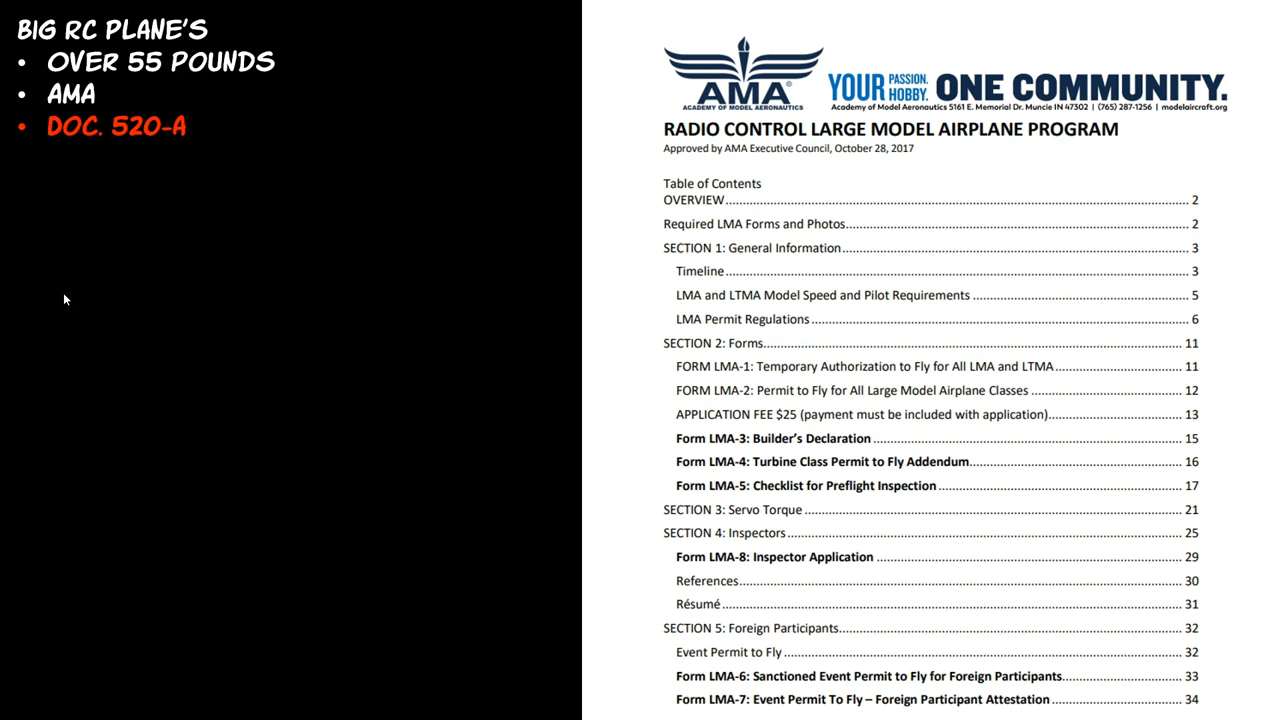 BIG RC PLANE'S
• OVER 55 POUNDS
• AMA
• DOC. 520-A
AMA
ACADEMY OF MODEL AERONAUTICS
YOUR PASSION. HOBBY. ONE COMMUNITY.
Academy of Model Aeronautics 5161 E. Memorial Dr. Muncie IN 47302 | (765) 287-1256 | modelaircraft.org
RADIO CONTROL LARGE MODEL AIRPLANE PROGRAM
Approved by AMA Executive Council, October 28, 2017
Table of Contents
OVERVIEW........................................ 2
Required LMA Forms and Photos........................................ 2
SECTION 1: General Information........................................ 3
Timeline........................................ 3
LMA and LTMA Model Speed and Pilot Requirements ........................................ 5
LMA Permit Regulations ........................................ 6
SECTION 2: Forms........................................ 11
FORM LMA-1: Temporary Authorization to Fly for All LMA and LTMA ........................................ 11
FORM LMA-2: Permit to Fly for All Large Model Airplane Classes ........................................ 12
APPLICATION FEE $25 (payment must be included with application)........................................ 13
Form LMA-3: Builder's Declaration ........................................ 15
Form LMA-4: Turbine Class Permit to Fly Addendum........................................ 16
Form LMA-5: Checklist for Preflight Inspection ........................................ 17
SECTION 3: Servo Torque ........................................ 21
SECTION 4: Inspectors ........................................ 25
Form LMA-8: Inspector Application ........................................ 29
References........................................ 30
Résumé ........................................ 31
SECTION 5: Foreign Participants........................................ 32
Event Permit to Fly ........................................ 32
Form LMA-6: Sanctioned Event Permit to Fly for Foreign Participants........................................ 33
Form LMA-7: Event Permit To Fly – Foreign Participant Attestation ........................................ 34